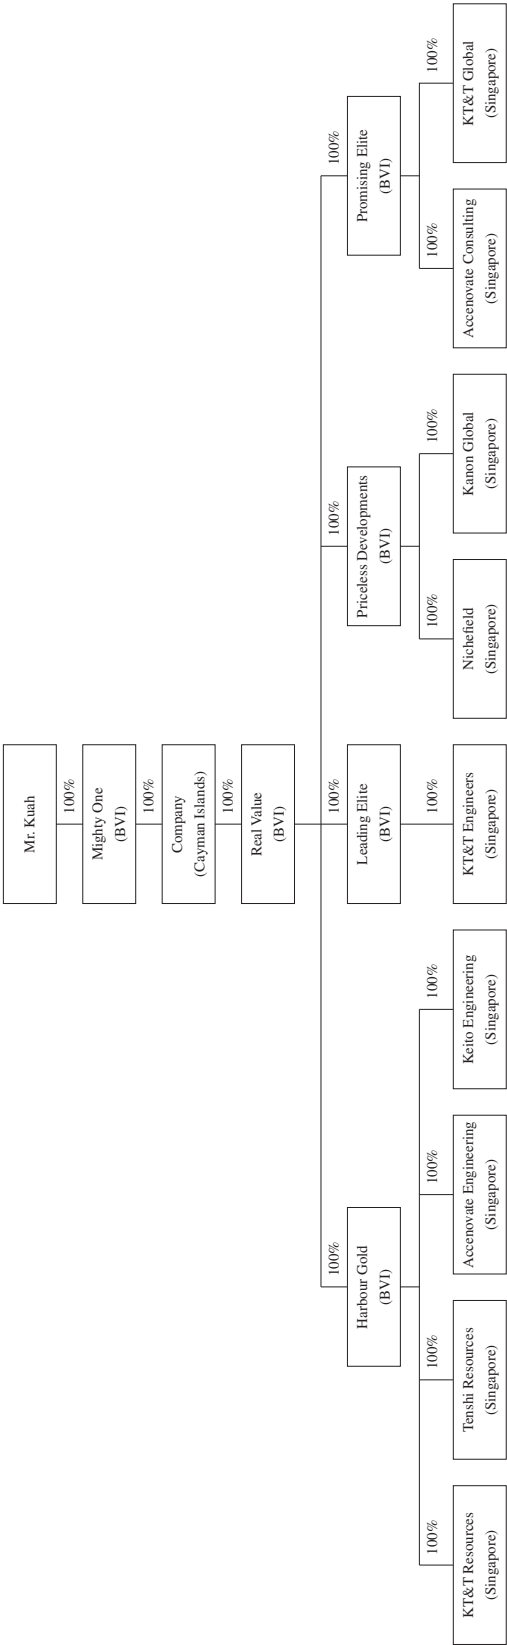 Mr. Kuah
100%
Mighty One
(BVI)
100%
Company
(Cayman Islands)
100%
Real Value
(BVI)
100%
100%
100%
100%
Harbour Gold
(BVI)
Leading Elite
(BVI)
Priceless Developments
(BVI)
Promising Elite
(BVI)
100%
100%
100%
100%
100%
100%
100%
100%
100%
KT&T Resources
(Singapore)
Tenshi Resources
(Singapore)
Accenovate Engineering
(Singapore)
Keito Engineering
(Singapore)
KT&T Engineers
(Singapore)
Nichefield
(Singapore)
Kanon Global
(Singapore)
Accenovate Consulting
(Singapore)
KT&T Global
(Singapore)